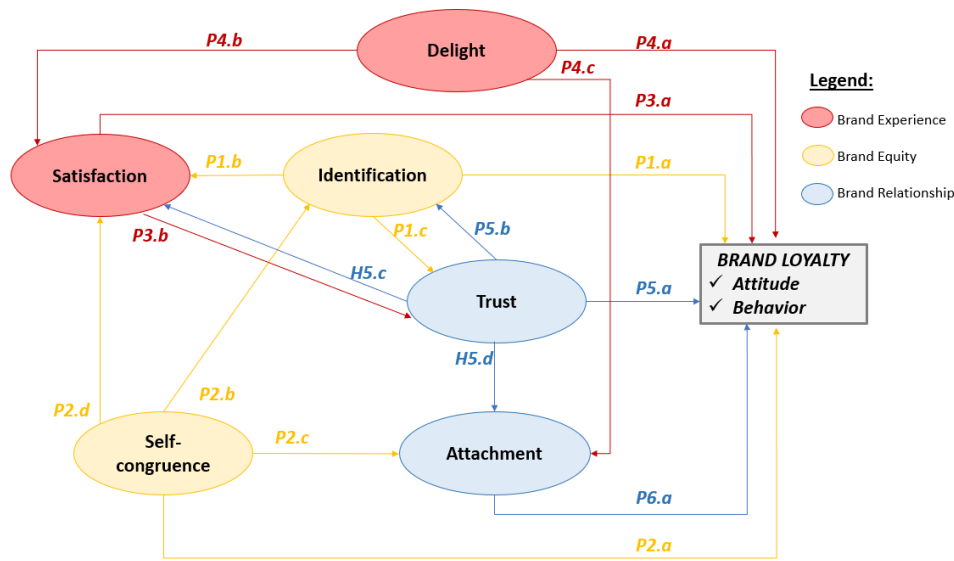 P4.b
Delight
P4.a
P4.c
Legend:
P3.a
Brand Experience
P1.b
Identification
P1.a
Brand Equity
Satisfaction
Brand Relationship
P1.c
P5.b
P3.b
BRAND LOYALTY
✓ Attitude
✓ Behavior
H5.c
Trust
P5.a
H5.d
P2.b
P2.d
P2.c
Self-
congruence
Attachment
P6.a
P2.a